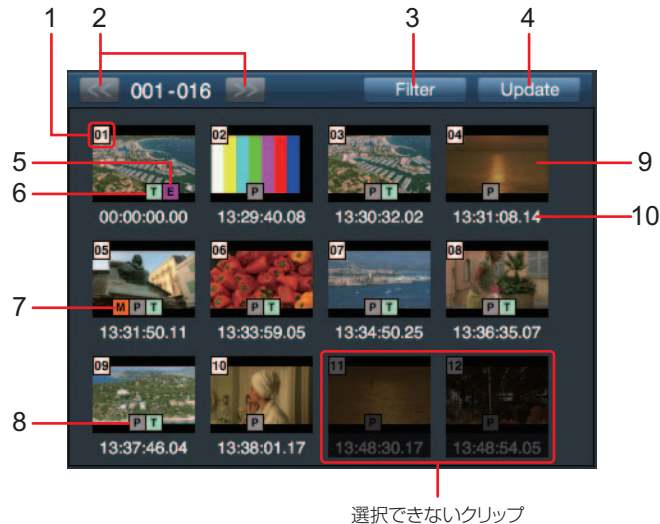 1 2 3 4
<< 001-016 >> Filter Update
01 02 03 04
5 T E P P T P 9
6
00:00:00.00 13:29:40.08 13:30:32.02 13:31:08.14 10
05 06 07 08
7 M P T P T P T P T
13:31:50.11 13:33:59.05 13:34:50.25 13:36:35.07
09 10 11 12
8 P T P P P
13:37:46.04 13:38:01.17 13:48:30.17 13:48:54.05
選択できないクリップ